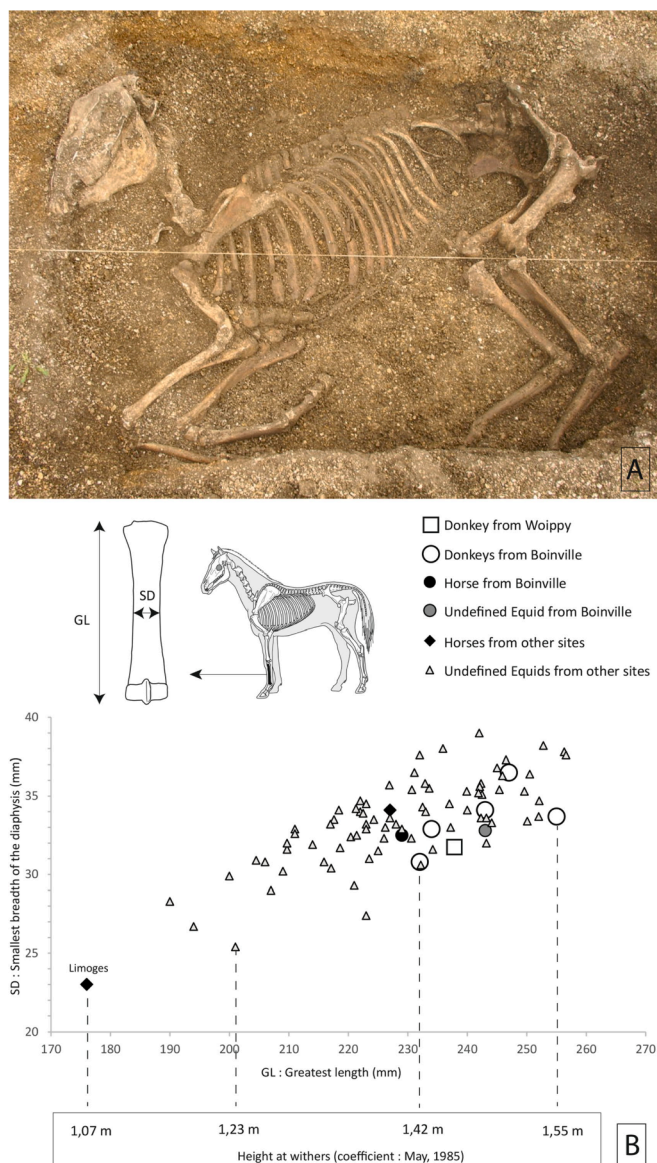 A
GL
SD
Donkey from Woippy
Donkeys from Boinville
Horse from Boinville
Undefined Equid from Boinville
Horses from other sites
Undefined Equids from other sites
SD : Smallest breadth of the diaphysis (mm)
40
35
30
25
20
Limoges
170 180 190 200 210 220 230 240 250 260 270
GL : Greatest length (mm)
1,07 m 1,23 m 1,42 m 1,55 m
Height at withers (coefficient : May, 1985)
B